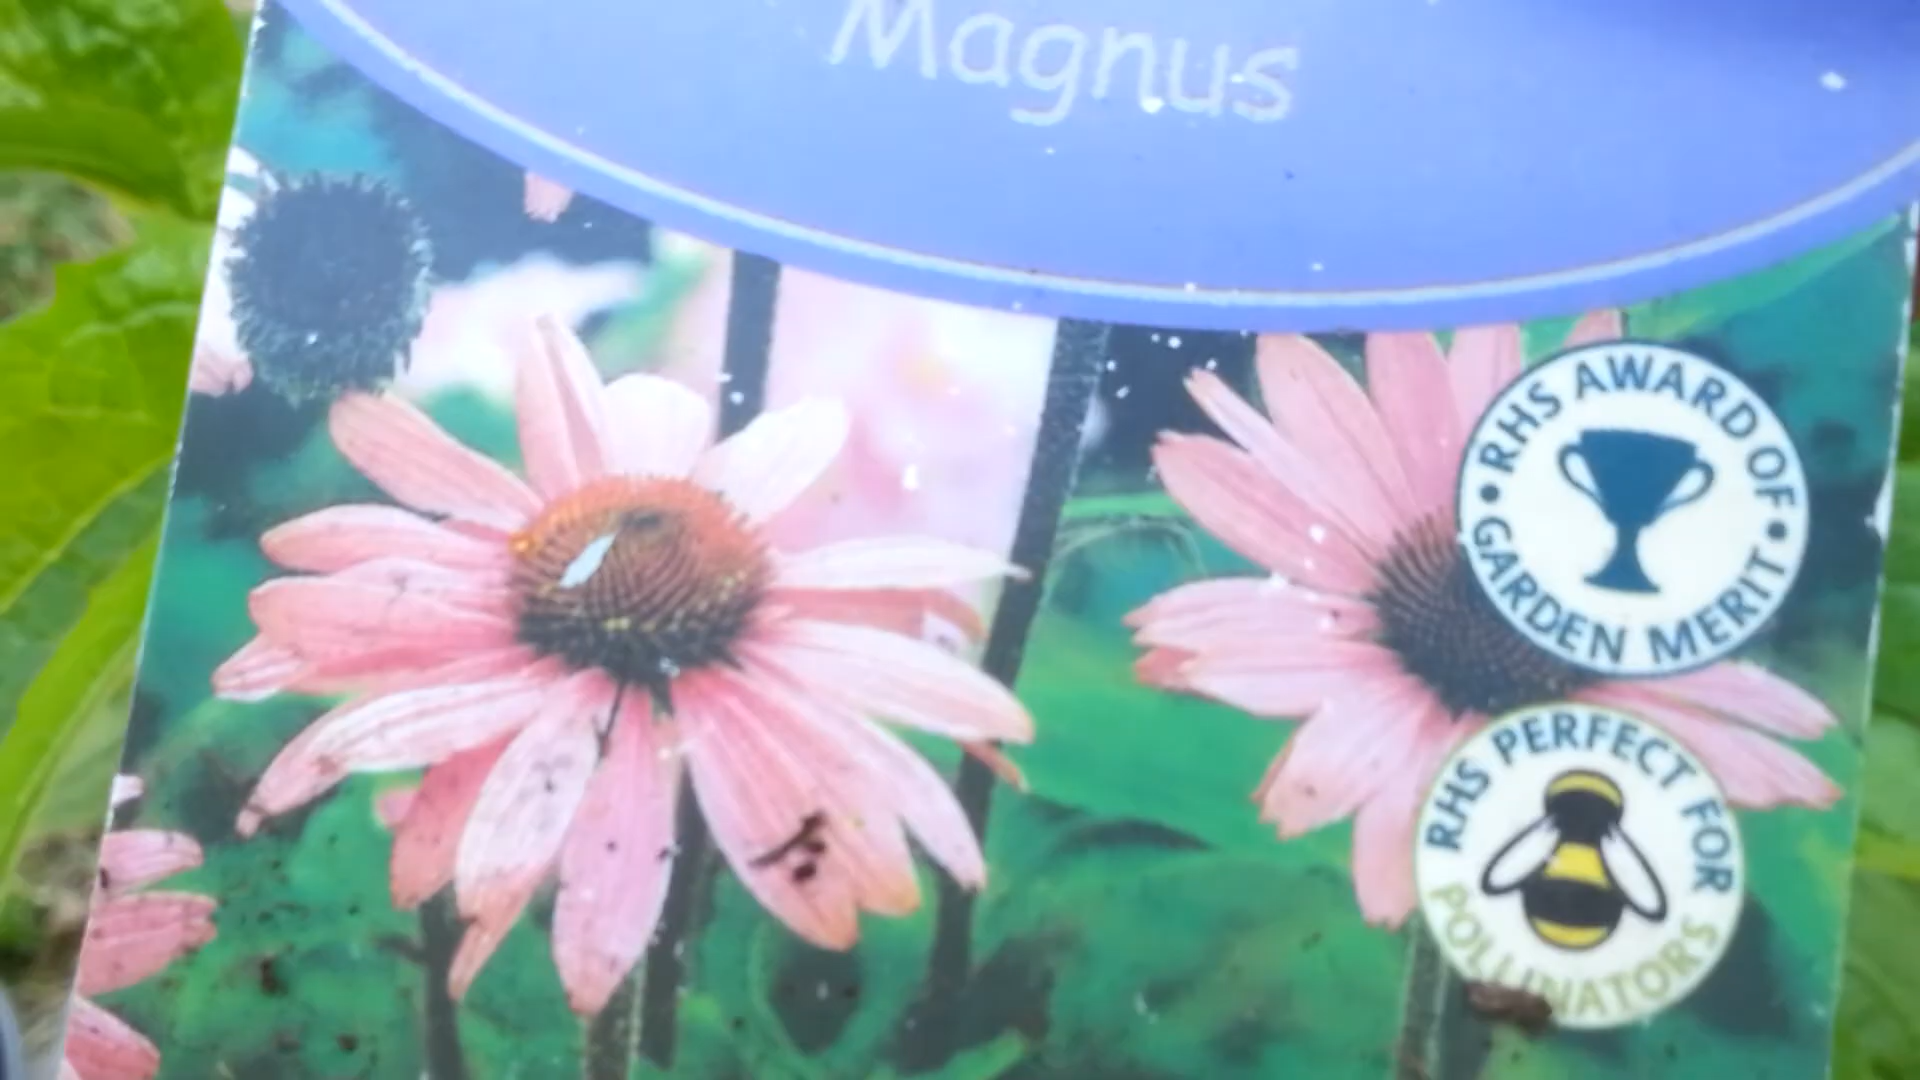 Magnus
RHS AWARD OF
GARDEN MERIT
RHS PERFECT FOR
POLLINATORS